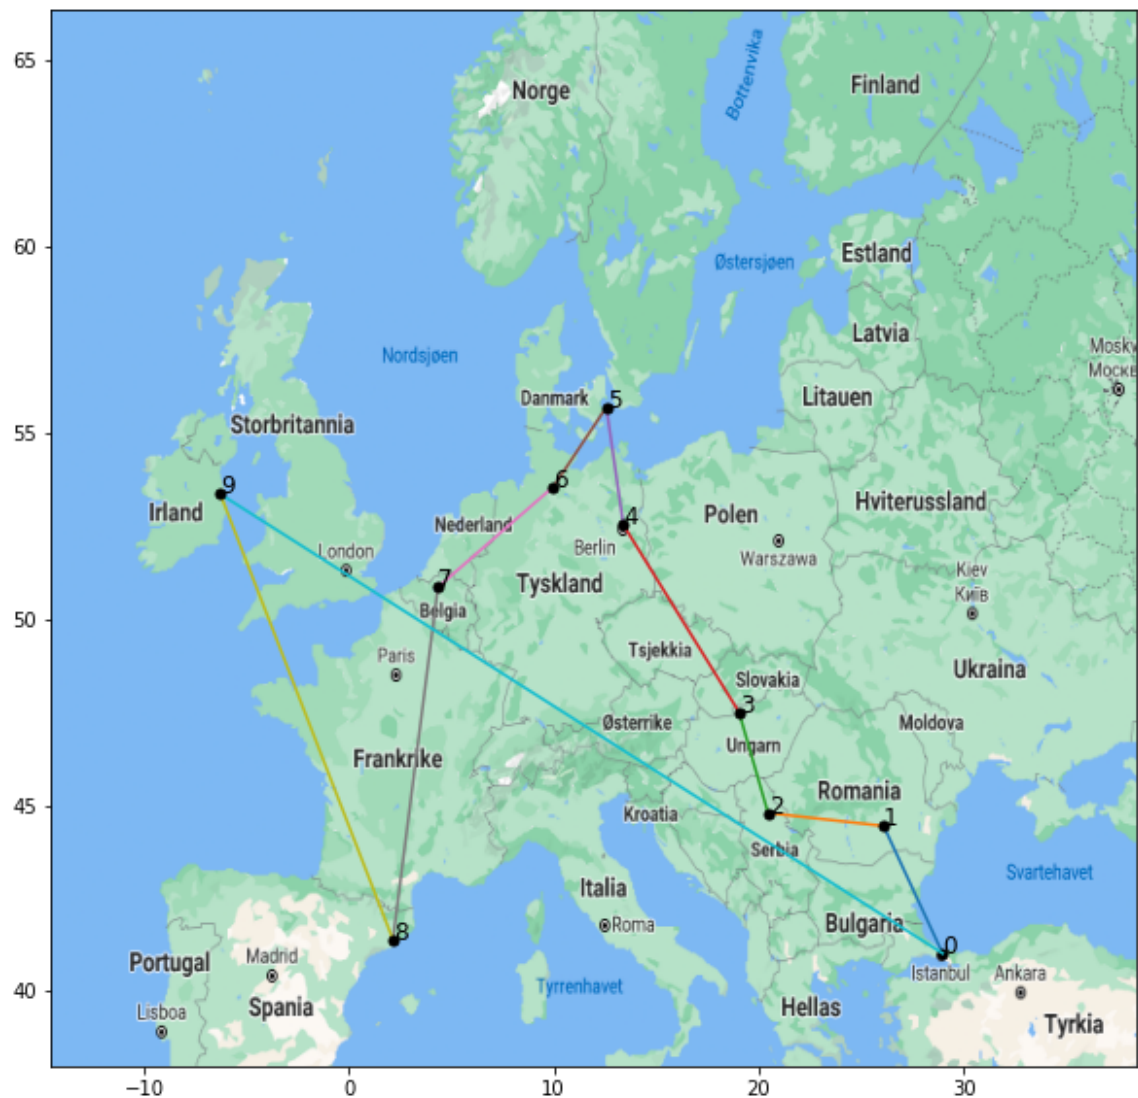 65
60
55
50
45
40
−10
0
10
20
30
Norge
Bottenvika
Finland
Estland
Østersjøen
Latvia
Nordsjøen
Danmark
5
Litauen
Storbritannia
9
Irland
6
Nederland
4
Berlin
Polen
Warszawa
Hviterussland
London
Tyskland
Kiev
Київ
7
Belgia
Paris
Tsjekkia
Slovakia
Ukraina
3
Østerrike
Ungarn
Moldova
Frankrike
Romania
2
1
Kroatia
Serbia
Svartehavet
Italia
Roma
8
Bulgaria
0
Istanbul
Ankara
Portugal
Madrid
Lisboa
Spania
Tyrrenhavet
Hellas
Tyrkia